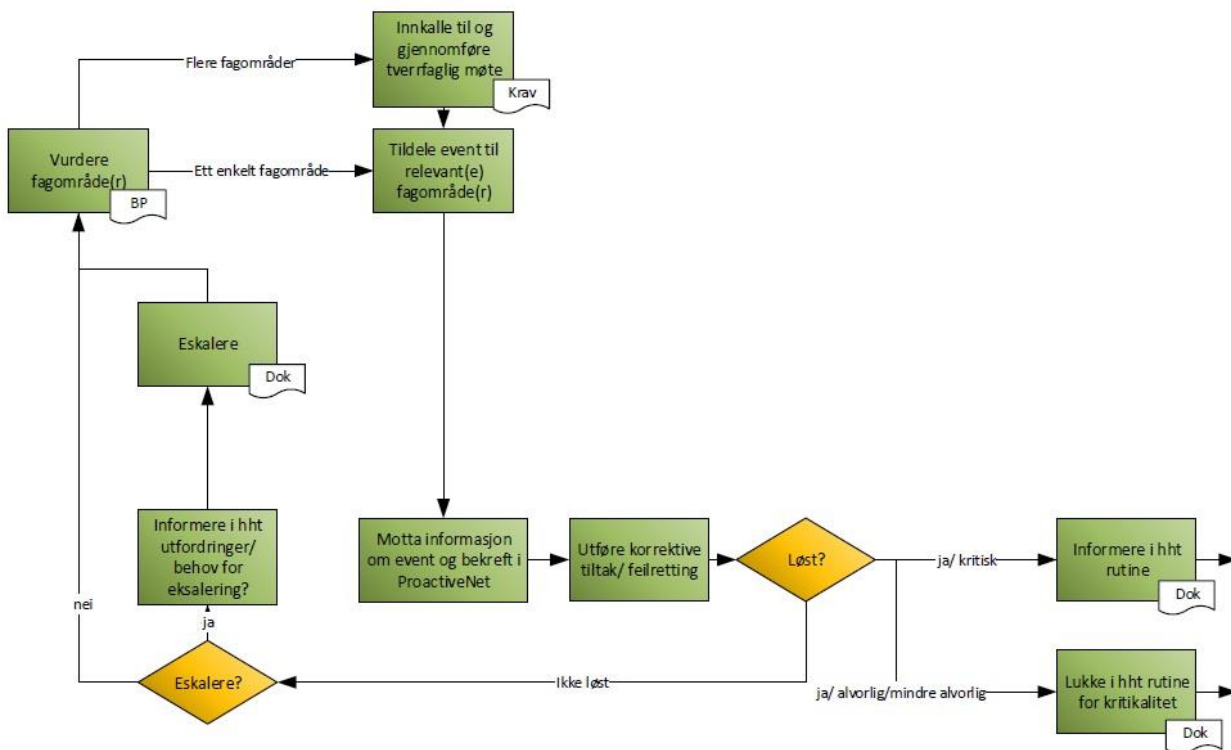 Innkalle til og
gjennomføre
tverrfaglig møte
Krav
Flere fagområder
Vurdere
fagområde(r)
BP
Ett enkelt fagområde
Tildele event til
relevant(e)
fagområde(r)
Eskalere
Dok
Informere i hht
utfordringer/
behov for
eksalering?
nei
ja
Eskalere?
Motta informasjon
om event og bekreft i
ProactiveNet
Utføre korrektive
tiltak/ feilretting
Løst?
Ikke løst
ja/ kritisk
Informere i hht
rutine
Dok
ja/ alvorlig/mindre alvorlig
Lukke i hht rutine
for kritikalitet
Dok